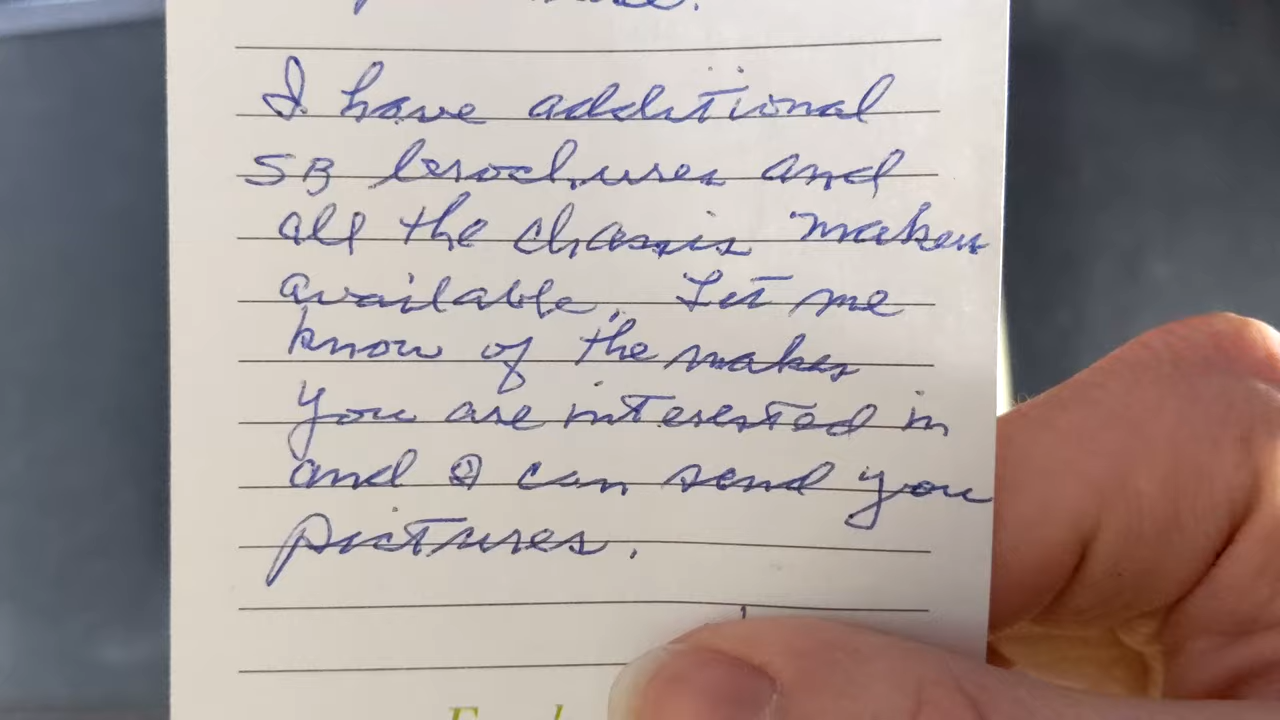 I have additional
SB brochures and
all the chassis makes
available. Let me
know of the makes
you are interested in
and I can send you
pictures.